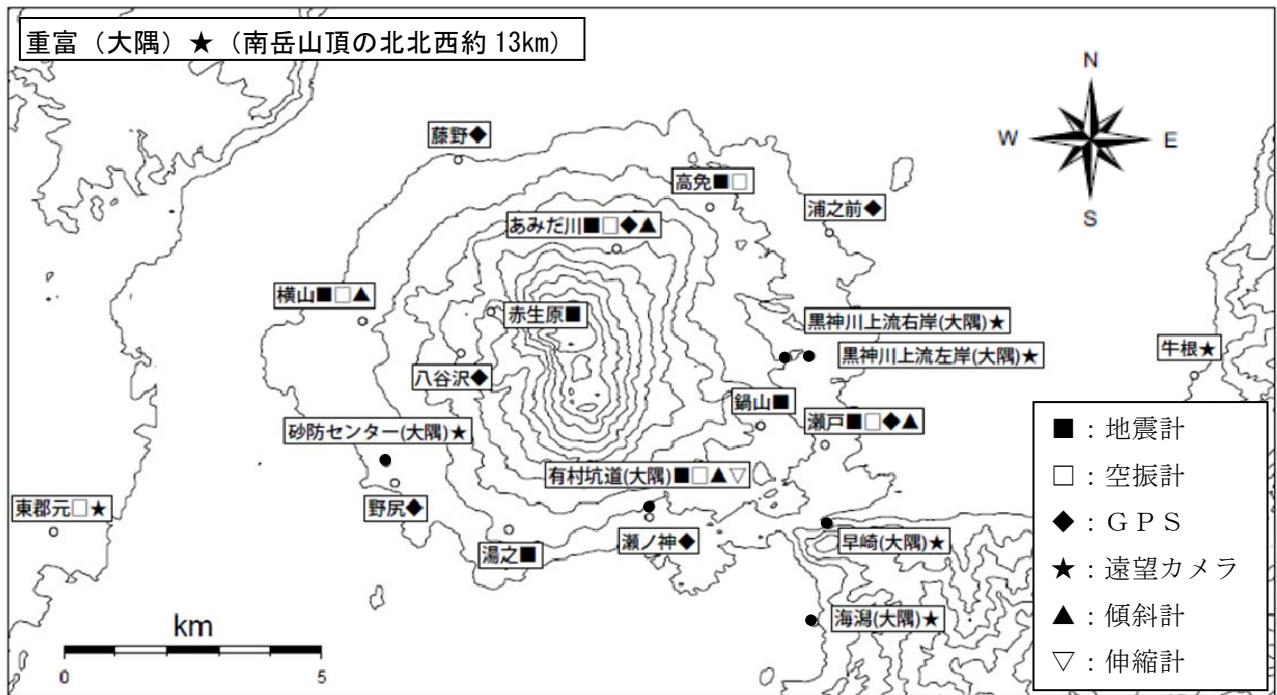 重富（大隅）★（南岳山頂の北北西約 13km）
N
W
E
S
藤野◆
高免■□
浦之前◆
あみだ川■□◆▲
横山■□▲
赤生原■
黒神川上流右岸(大隅)★
黒神川上流左岸(大隅)★
牛根★
八谷沢◆
鍋山■
瀬戸■□◆▲
砂防センター(大隅)★
有村坑道(大隅)■□▲▽
東郡元□★
野尻◆
湯之■
瀬ノ神◆
早崎(大隅)★
海潟(大隅)★
km
0
5
■：地震計
□：空振計
◆：ＧＰＳ
★：遠望カメラ
▲：傾斜計
▽：伸縮計